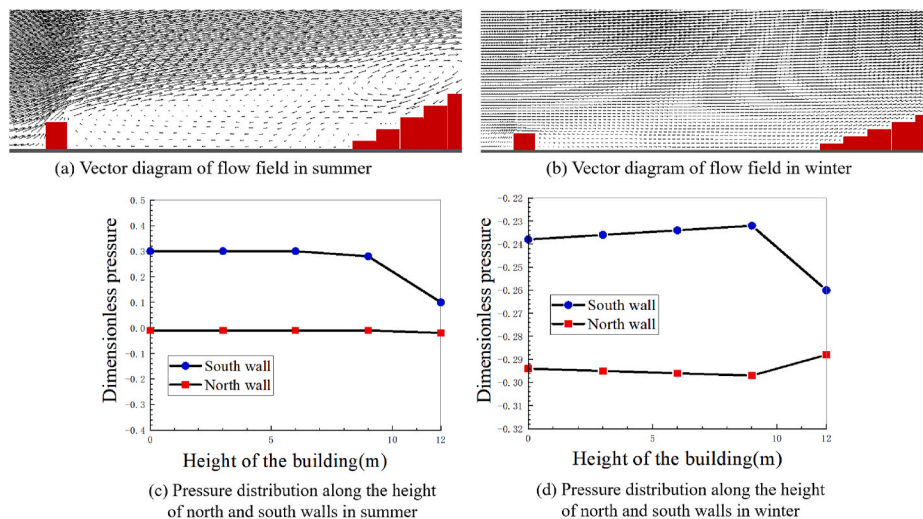 (a) Vector diagram of flow field in summer
(b) Vector diagram of flow field in winter
Dimensionless pressure
0.5
0.4
0.3
0.2
0.1
0.0
-0.1
-0.2
-0.3
-0.4
South wall
North wall
0
5
10
12
Height of the building(m)
(c) Pressure distribution along the height
of north and south walls in summer
Dimensionless pressure
-0.22
-0.23
-0.24
-0.25
-0.26
-0.27
-0.28
-0.29
-0.30
-0.31
-0.32
South wall
North wall
0
5
10
12
Height of the building(m)
(d) Pressure distribution along the height
of north and south walls in winter